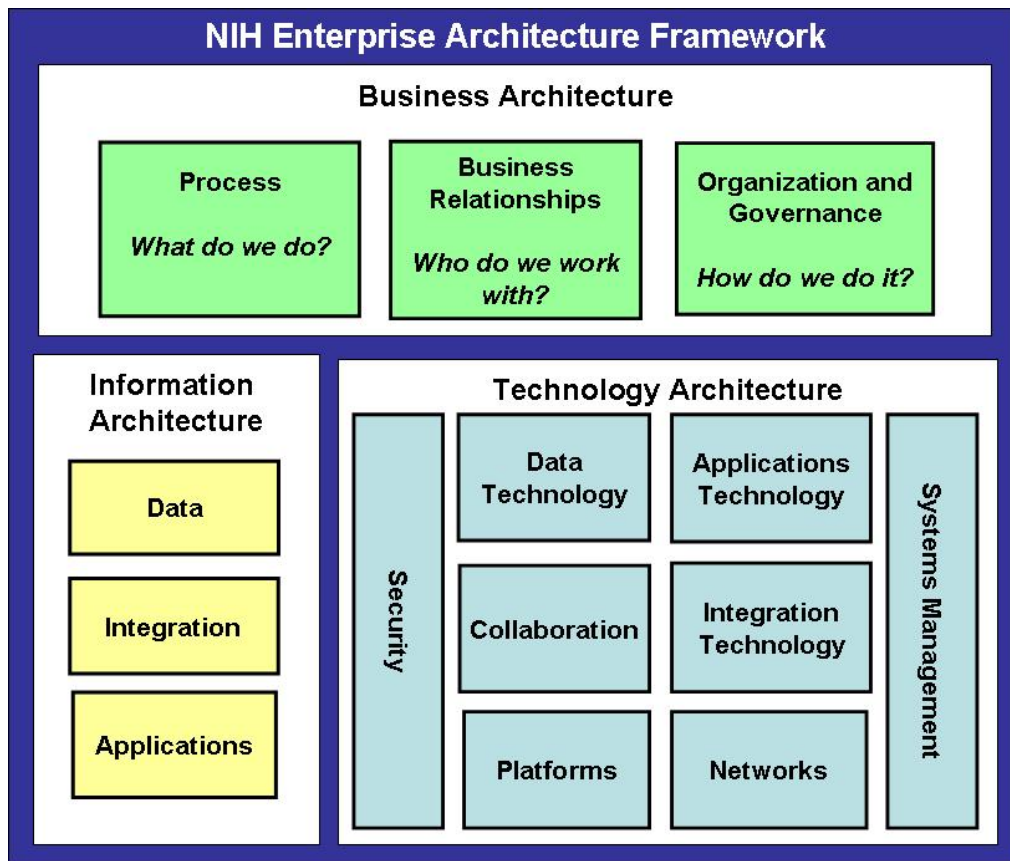 NIH Enterprise Architecture Framework
Business Architecture
Process
What do we do?
Business
Relationships
Who do we work
with?
Organization and
Governance
How do we do it?
Information
Architecture
Data
Integration
Applications
Technology Architecture
Security
Data
Technology
Applications
Technology
Collaboration
Integration
Technology
Platforms
Networks
Systems Management